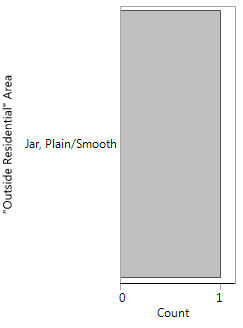 "Outside Residential" Area
Jar, Plain/Smooth
0 1
Count